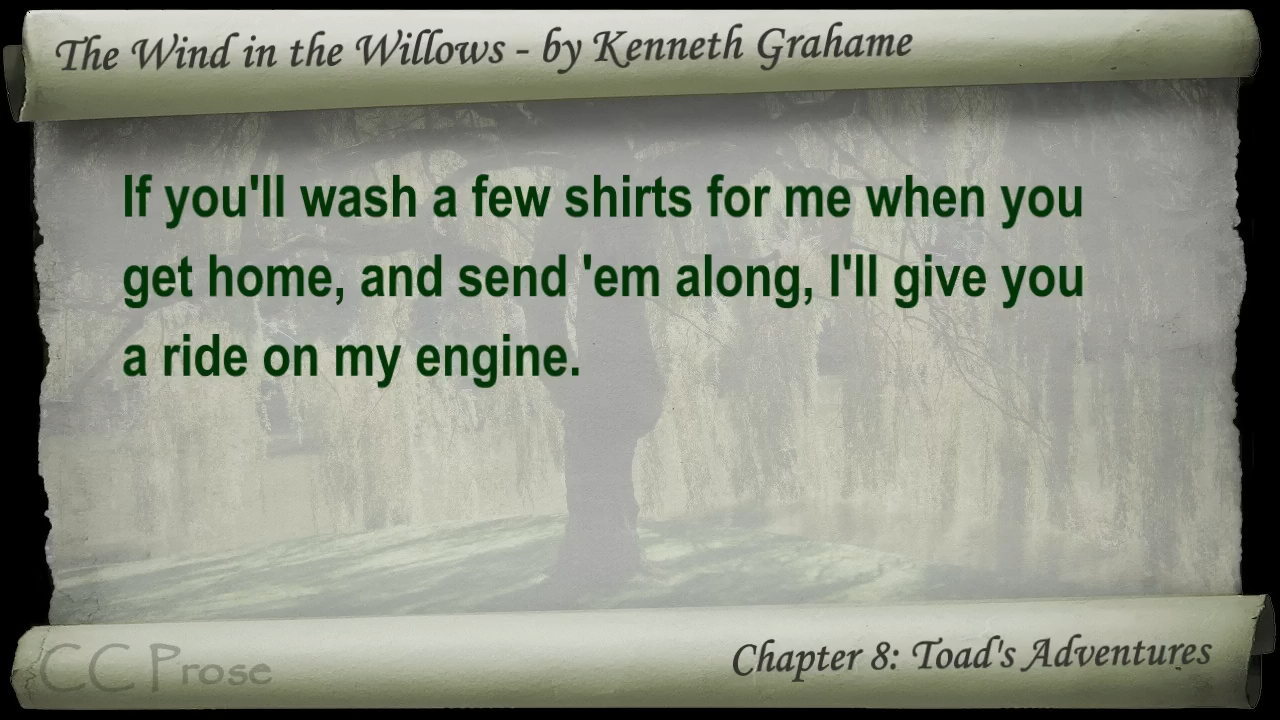 The Wind in the Willows - by Kenneth Grahame
If you'll wash a few shirts for me when you
get home, and send 'em along, I'll give you
a ride on my engine.
CC Prose
Chapter 8: Toad's Adventures